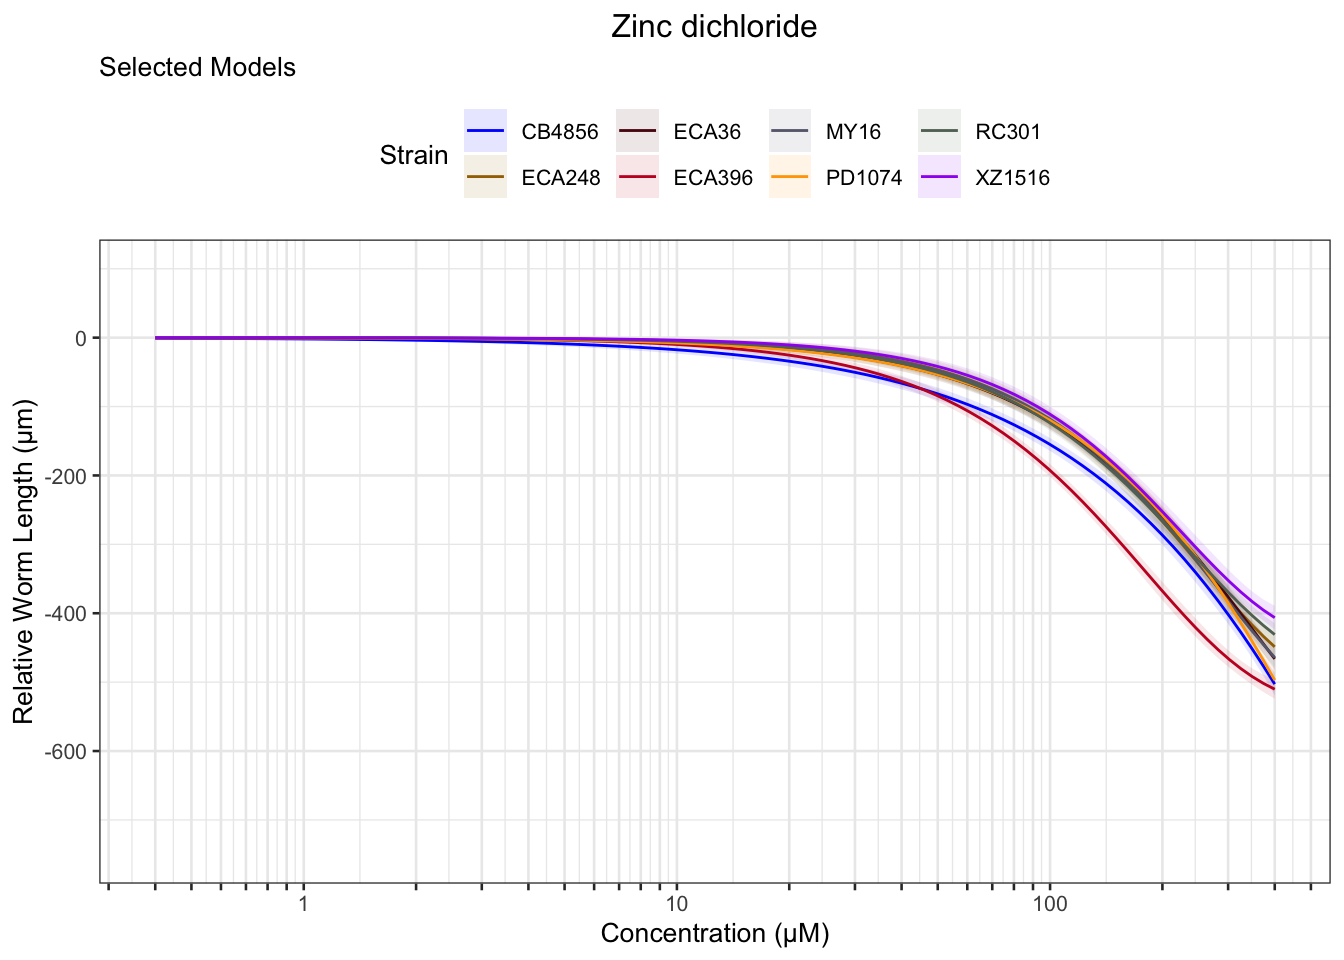 Zinc dichloride
Selected Models
Strain
CB4856 ECA36 MY16 RC301
ECA248 ECA396 PD1074 XZ1516
0
-200
-400
-600
Relative Worm Length (µm)
1 10 100
Concentration (µM)